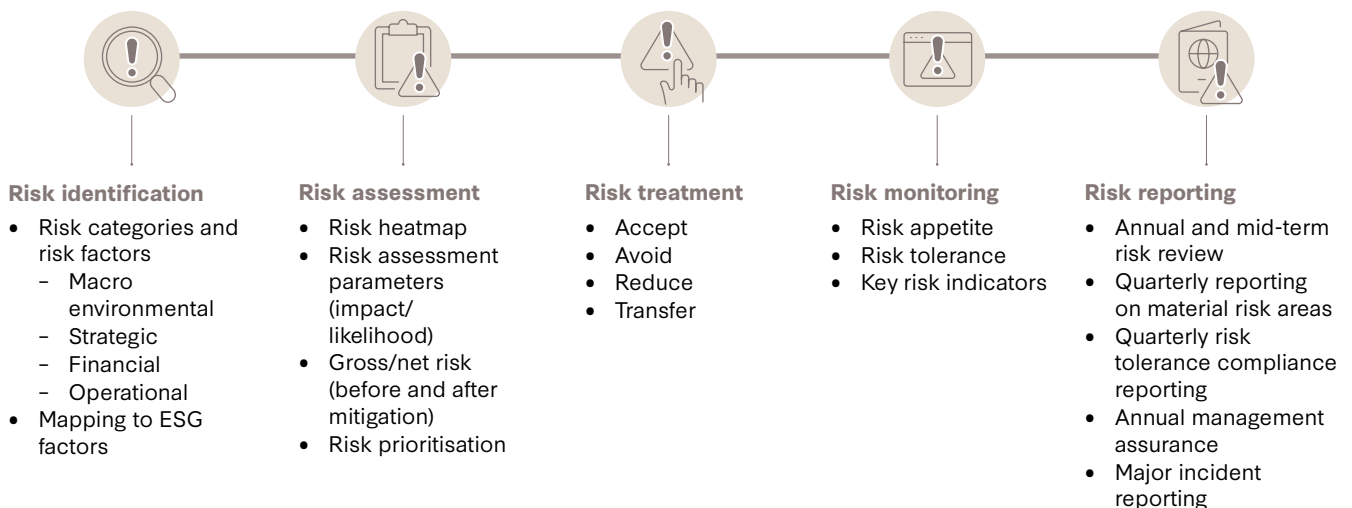 Risk identification
• Risk categories and
risk factors
– Macro
environmental
– Strategic
– Financial
– Operational
• Mapping to ESG
factors
Risk assessment
• Risk heatmap
• Risk assessment
parameters
(impact/
likelihood)
• Gross/net risk
(before and after
mitigation)
• Risk prioritisation
Risk treatment
• Accept
• Avoid
• Reduce
• Transfer
Risk monitoring
• Risk appetite
• Risk tolerance
• Key risk indicators
Risk reporting
• Annual and mid-term
risk review
• Quarterly reporting
on material risk areas
• Quarterly risk
tolerance compliance
reporting
• Annual management
assurance
• Major incident
reporting